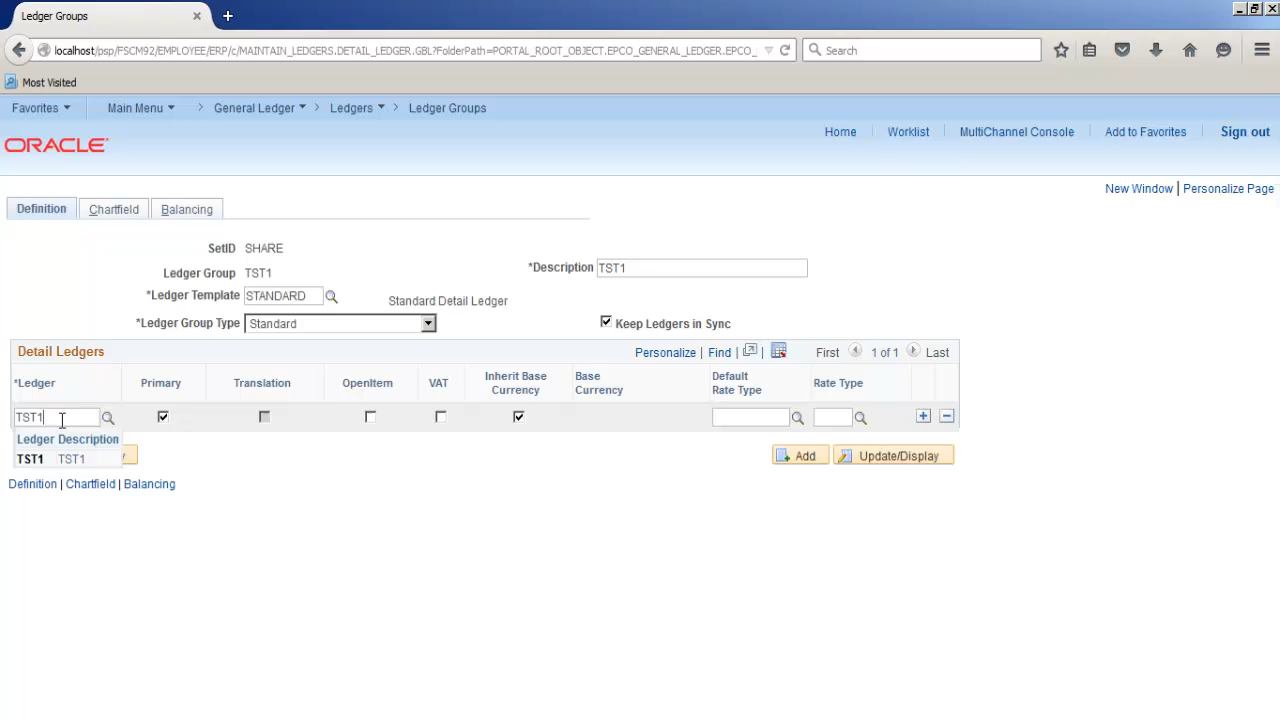 Ledger Groups
localhost/psp/FSCM92/EMPLOYEE/ERP/c/MAINTAIN_LEDGERS.DETAIL_LEDGER.GBL?FolderPath=PORTAL_ROOT_OBJECT.EPCO_GENERAL_LEDGER.EPCO_
Search
Most Visited
Favorites Main Menu > General Ledger > Ledgers > Ledger Groups
Home Worklist MultiChannel Console Add to Favorites Sign out
ORACLE
New Window | Personalize Page
Definition Chartfield Balancing
SetID SHARE
Ledger Group TST1
*Description TST1
*Ledger Template STANDARD Standard Detail Ledger
*Ledger Group Type Standard Keep Ledgers in Sync
Detail Ledgers Personalize | Find | | First 1 of 1 Last
*Ledger Primary Translation OpenItem VAT Inherit Base Currency Base Currency Default Rate Type Rate Type
TST1
Ledger Description
TST1 TST1
Add Update/Display
Definition | Chartfield | Balancing